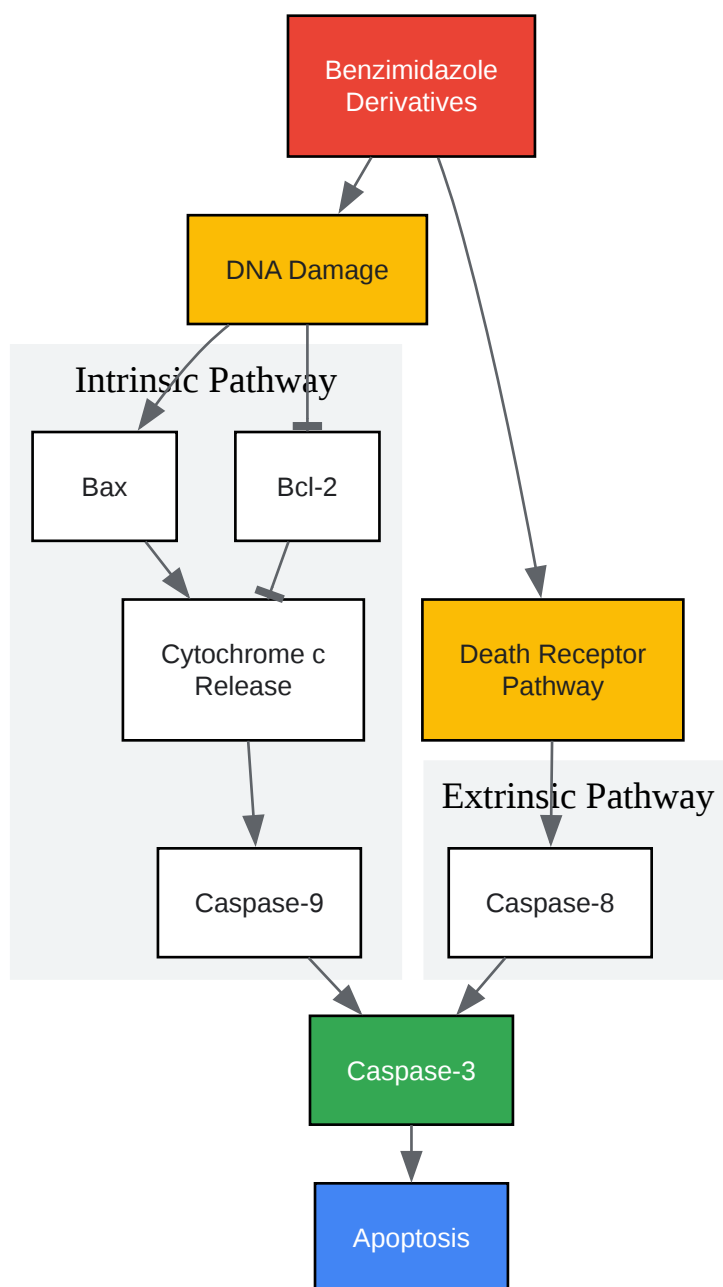 Benzimidazole
Derivatives
DNA Damage
Intrinsic Pathway
Bax
Bcl-2
Cytochrome c
Release
Death Receptor
Pathway
Extrinsic Pathway
Caspase-9
Caspase-8
Caspase-3
Apoptosis